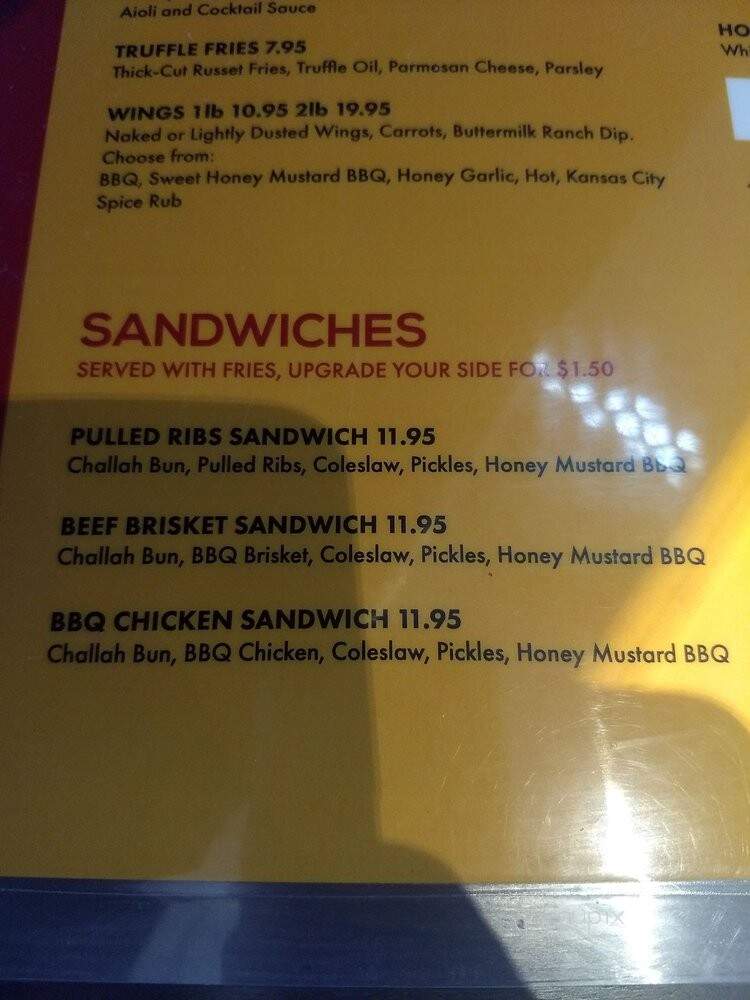 Aioli and Cocktail Sauce
TRUFFLE FRIES 7.95
Thick-Cut Russet Fries, Truffle Oil, Parmosan Cheese, Parsley
WINGS 1lb 10.95 2lb 19.95
Naked or Lightly Dusted Wings, Carrots, Buttermilk Ranch Dip.
Choose from:
BBQ, Sweet Honey Mustard BBQ, Honey Garlic, Hot, Kansas City
Spice Rub
SANDWICHES
SERVED WITH FRIES, UPGRADE YOUR SIDE FOR $1.50
PULLED RIBS SANDWICH 11.95
Challah Bun, Pulled Ribs, Coleslaw, Pickles, Honey Mustard BBQ
BEEF BRISKET SANDWICH 11.95
Challah Bun, BBQ Brisket, Coleslaw, Pickles, Honey Mustard BBQ
BBQ CHICKEN SANDWICH 11.95
Challah Bun, BBQ Chicken, Coleslaw, Pickles, Honey Mustard BBQ